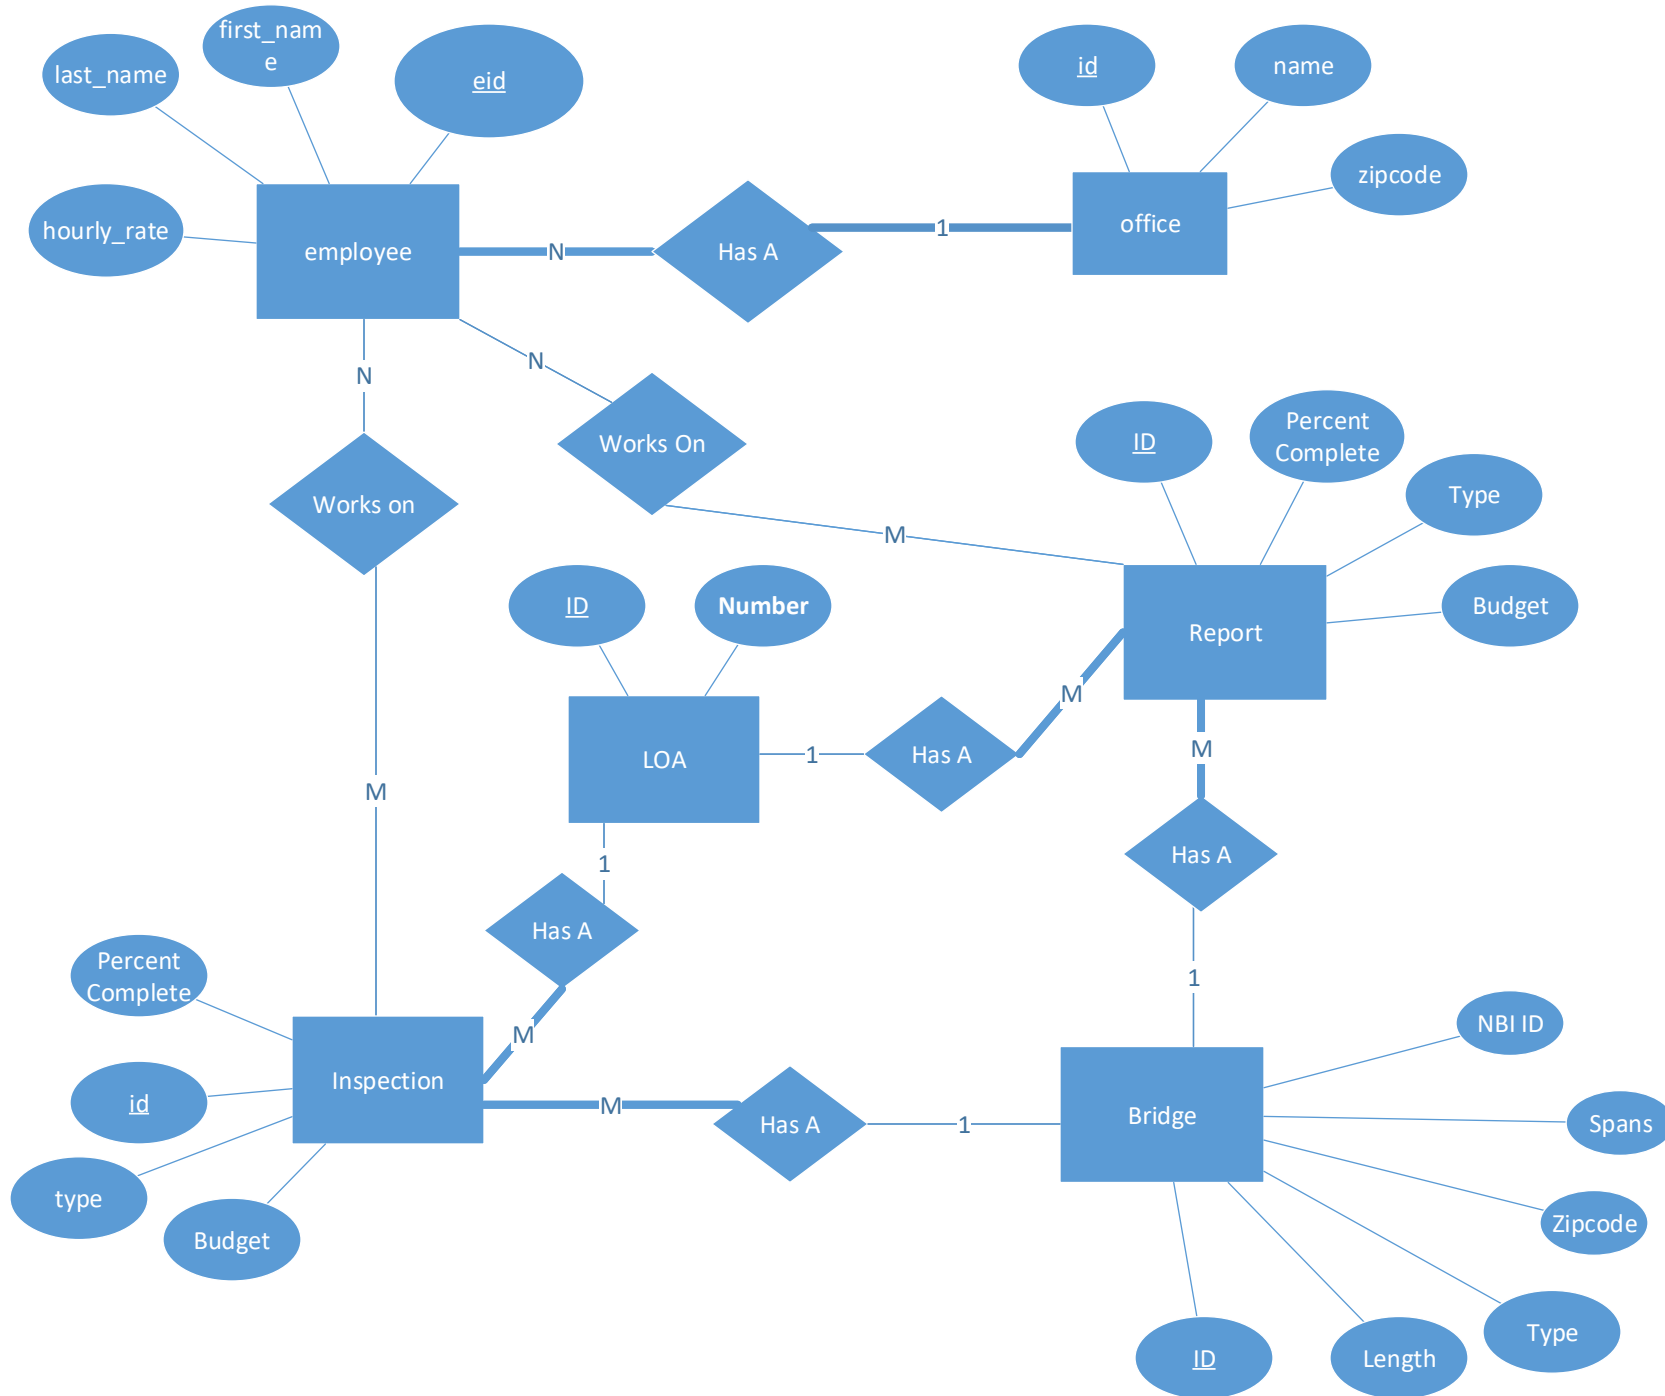 first_nam
e
last_name
eid
id
name
zipcode
hourly_rate
employee
N
Has A
1
office
N
N
Works On
Works on
M
ID
Percent
Complete
Type
Budget
Report
ID
Number
LOA
1
Has A
M
M
M
1
Has A
Has A
M
1
Percent
Complete
id
type
Budget
Inspection
M
Has A
1
Bridge
NBI ID
Spans
Zipcode
Type
Length
ID